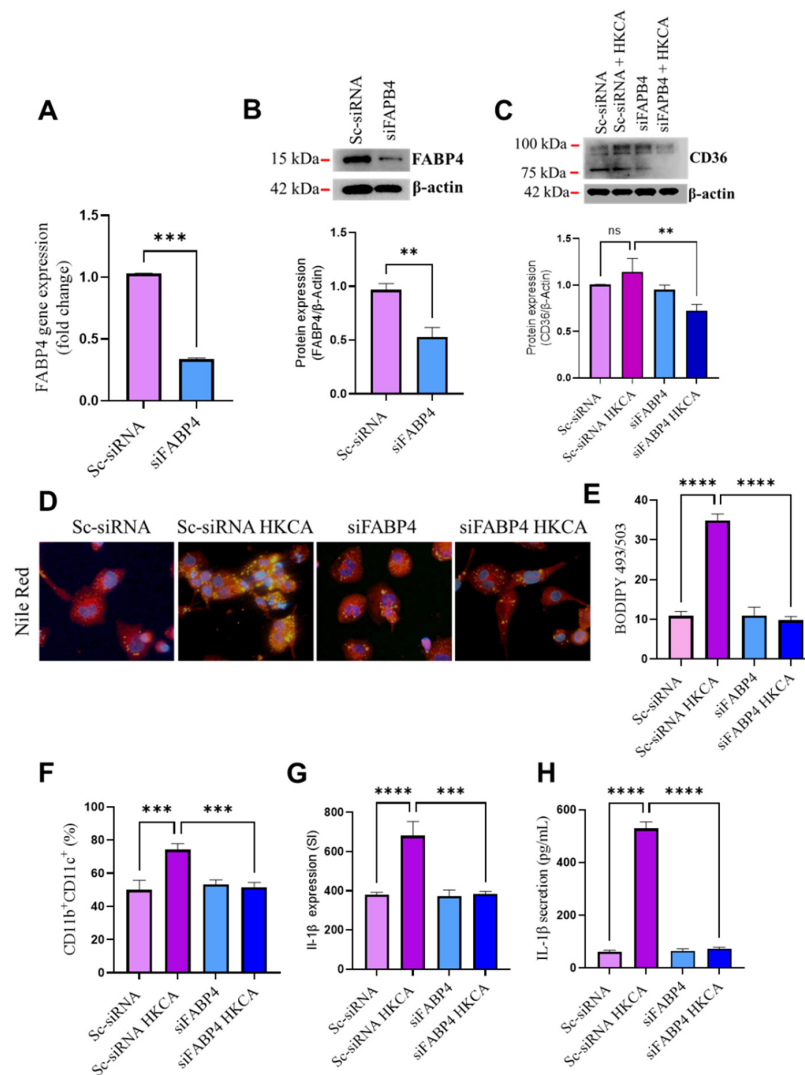 A
FABP4 gene expression
(fold change)
1.5
1.0
0.5
0.0
***
Sc-siRNA
siFABP4
B
Sc-siRNA
siFAPB4
15 kDa
FABP4
42 kDa
β-actin
Protein expression
(FABP4/β-Actin)
1.5
1.0
0.5
0.0
**
Sc-siRNA
siFABP4
C
Sc-siRNA
Sc-siRNA + HKCA
siFAPB4
siFAPB4 + HKCA
100 kDa
CD36
75 kDa
42 kDa
β-actin
Protein expression
(CD36/β-Actin)
1.5
1.0
0.5
0.0
ns
**
Sc-siRNA
Sc-siRNA HKCA
siFABP4
siFABP4 HKCA
D
Sc-siRNA
Sc-siRNA HKCA
siFABP4
siFABP4 HKCA
Nile Red
E
BODIPY 493/503
40
30
20
10
0
****
****
Sc-siRNA
Sc-siRNA HKCA
siFABP4
siFABP4 HKCA
F
CD11b+CD11c+ (%)
100
80
60
40
20
0
***
***
Sc-siRNA
Sc-siRNA HKCA
siFABP4
siFABP4 HKCA
G
Il-1β expression (SI)
800
600
400
200
0
****
***
Sc-siRNA
Sc-siRNA HKCA
siFABP4
siFABP4 HKCA
H
IL-1β secretion (pg/mL)
600
400
200
0
****
****
Sc-siRNA
Sc-siRNA HKCA
siFABP4
siFABP4 HKCA